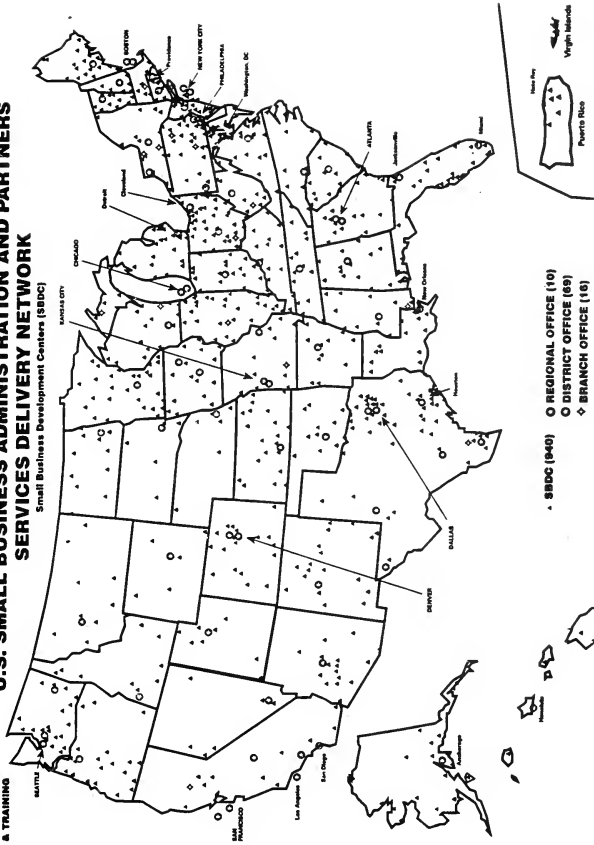 U.S. SMALL BUSINESS ADMINISTRATION AND PARTNERS
SERVICES DELIVERY NETWORK
Small Business Development Centers (SBDC)
& TRAINING
SEATTLE
SAN
FRANCISCO
Los Angeles
San Diego
Anchorage
Honolulu
DENVER
DALLAS
Houston
KANSAS CITY
CHICAGO
Detroit
Cleveland
New Orleans
ATLANTA
Jacksonville
Miami
BOSTON
Providence
NEW YORK CITY
PHILADELPHIA
Washington, DC
Hato Rey
Puerto Rico
Virgin Islands
▲ SBDC (940)
O REGIONAL OFFICE (10)
O DISTRICT OFFICE (69)
◇ BRANCH OFFICE (16)